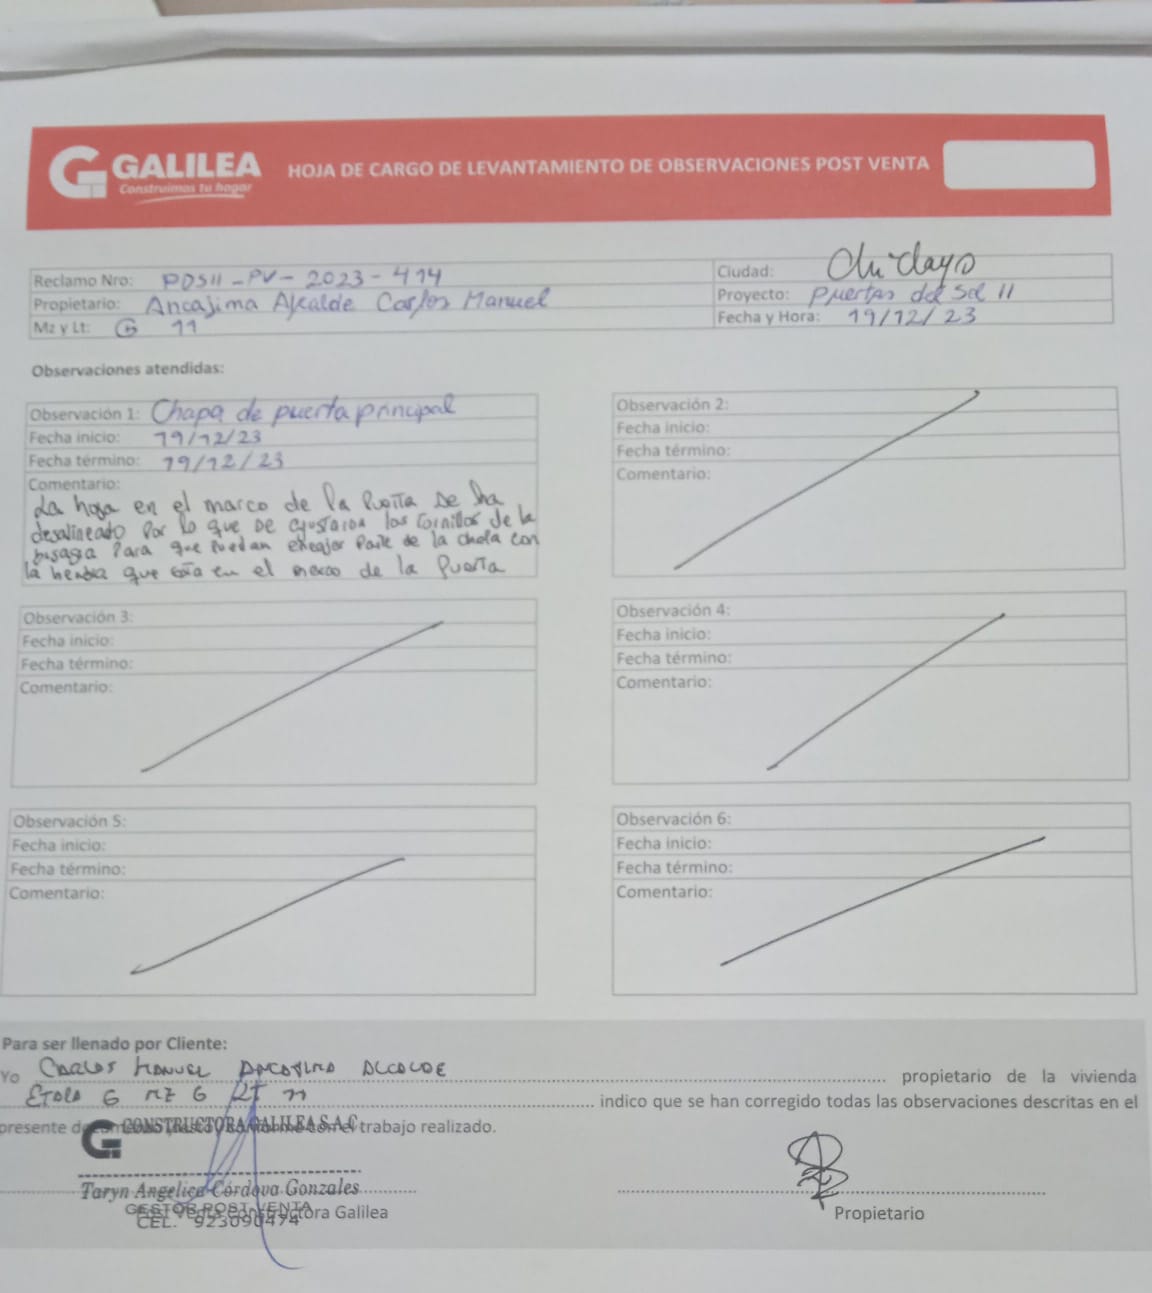 GALILEA
Construimos tu hogar
HOJA DE CARGO DE LEVANTAMIENTO DE OBSERVACIONES POST VENTA
Reclamo Nro: PDSII-PV-2023-414
Ciudad: Chiclayo
Propietario: Ancajima Alcalde Carlos Manuel
Proyecto: Puertas del Sol II
Mz y Lt: G 11
Fecha y Hora: 19/12/23
Observaciones atendidas:
Observación 1: Chapa de puerta principal
Fecha inicio: 19/12/23
Fecha término: 19/12/23
Comentario:
La hoja en el marco de la Puerta se ha
desalineado Por lo que se ajustaron los tornillos de la
bisagra Para que puedan encajar Parte de la chapa con
la hembra que está en el marco de la Puerta
Observación 2:
Fecha inicio:
Fecha término:
Comentario:
Observación 3:
Fecha inicio:
Fecha término:
Comentario:
Observación 4:
Fecha inicio:
Fecha término:
Comentario:
Observación 5:
Fecha inicio:
Fecha término:
Comentario:
Observación 6:
Fecha inicio:
Fecha término:
Comentario:
Para ser llenado por Cliente:
Yo Carlos Manuel Ancajima Alcalde propietario de la vivienda
Etapa 6 Mz G LT 11 indico que se han corregido todas las observaciones descritas en el
presente trabajo realizado.
CONSTRUCTORA GALILEA S.A.C
Taryn Angelica Córdova Gonzales
GESTOR POST VENTA
Constructora Galilea
CEL. 923090474
Propietario